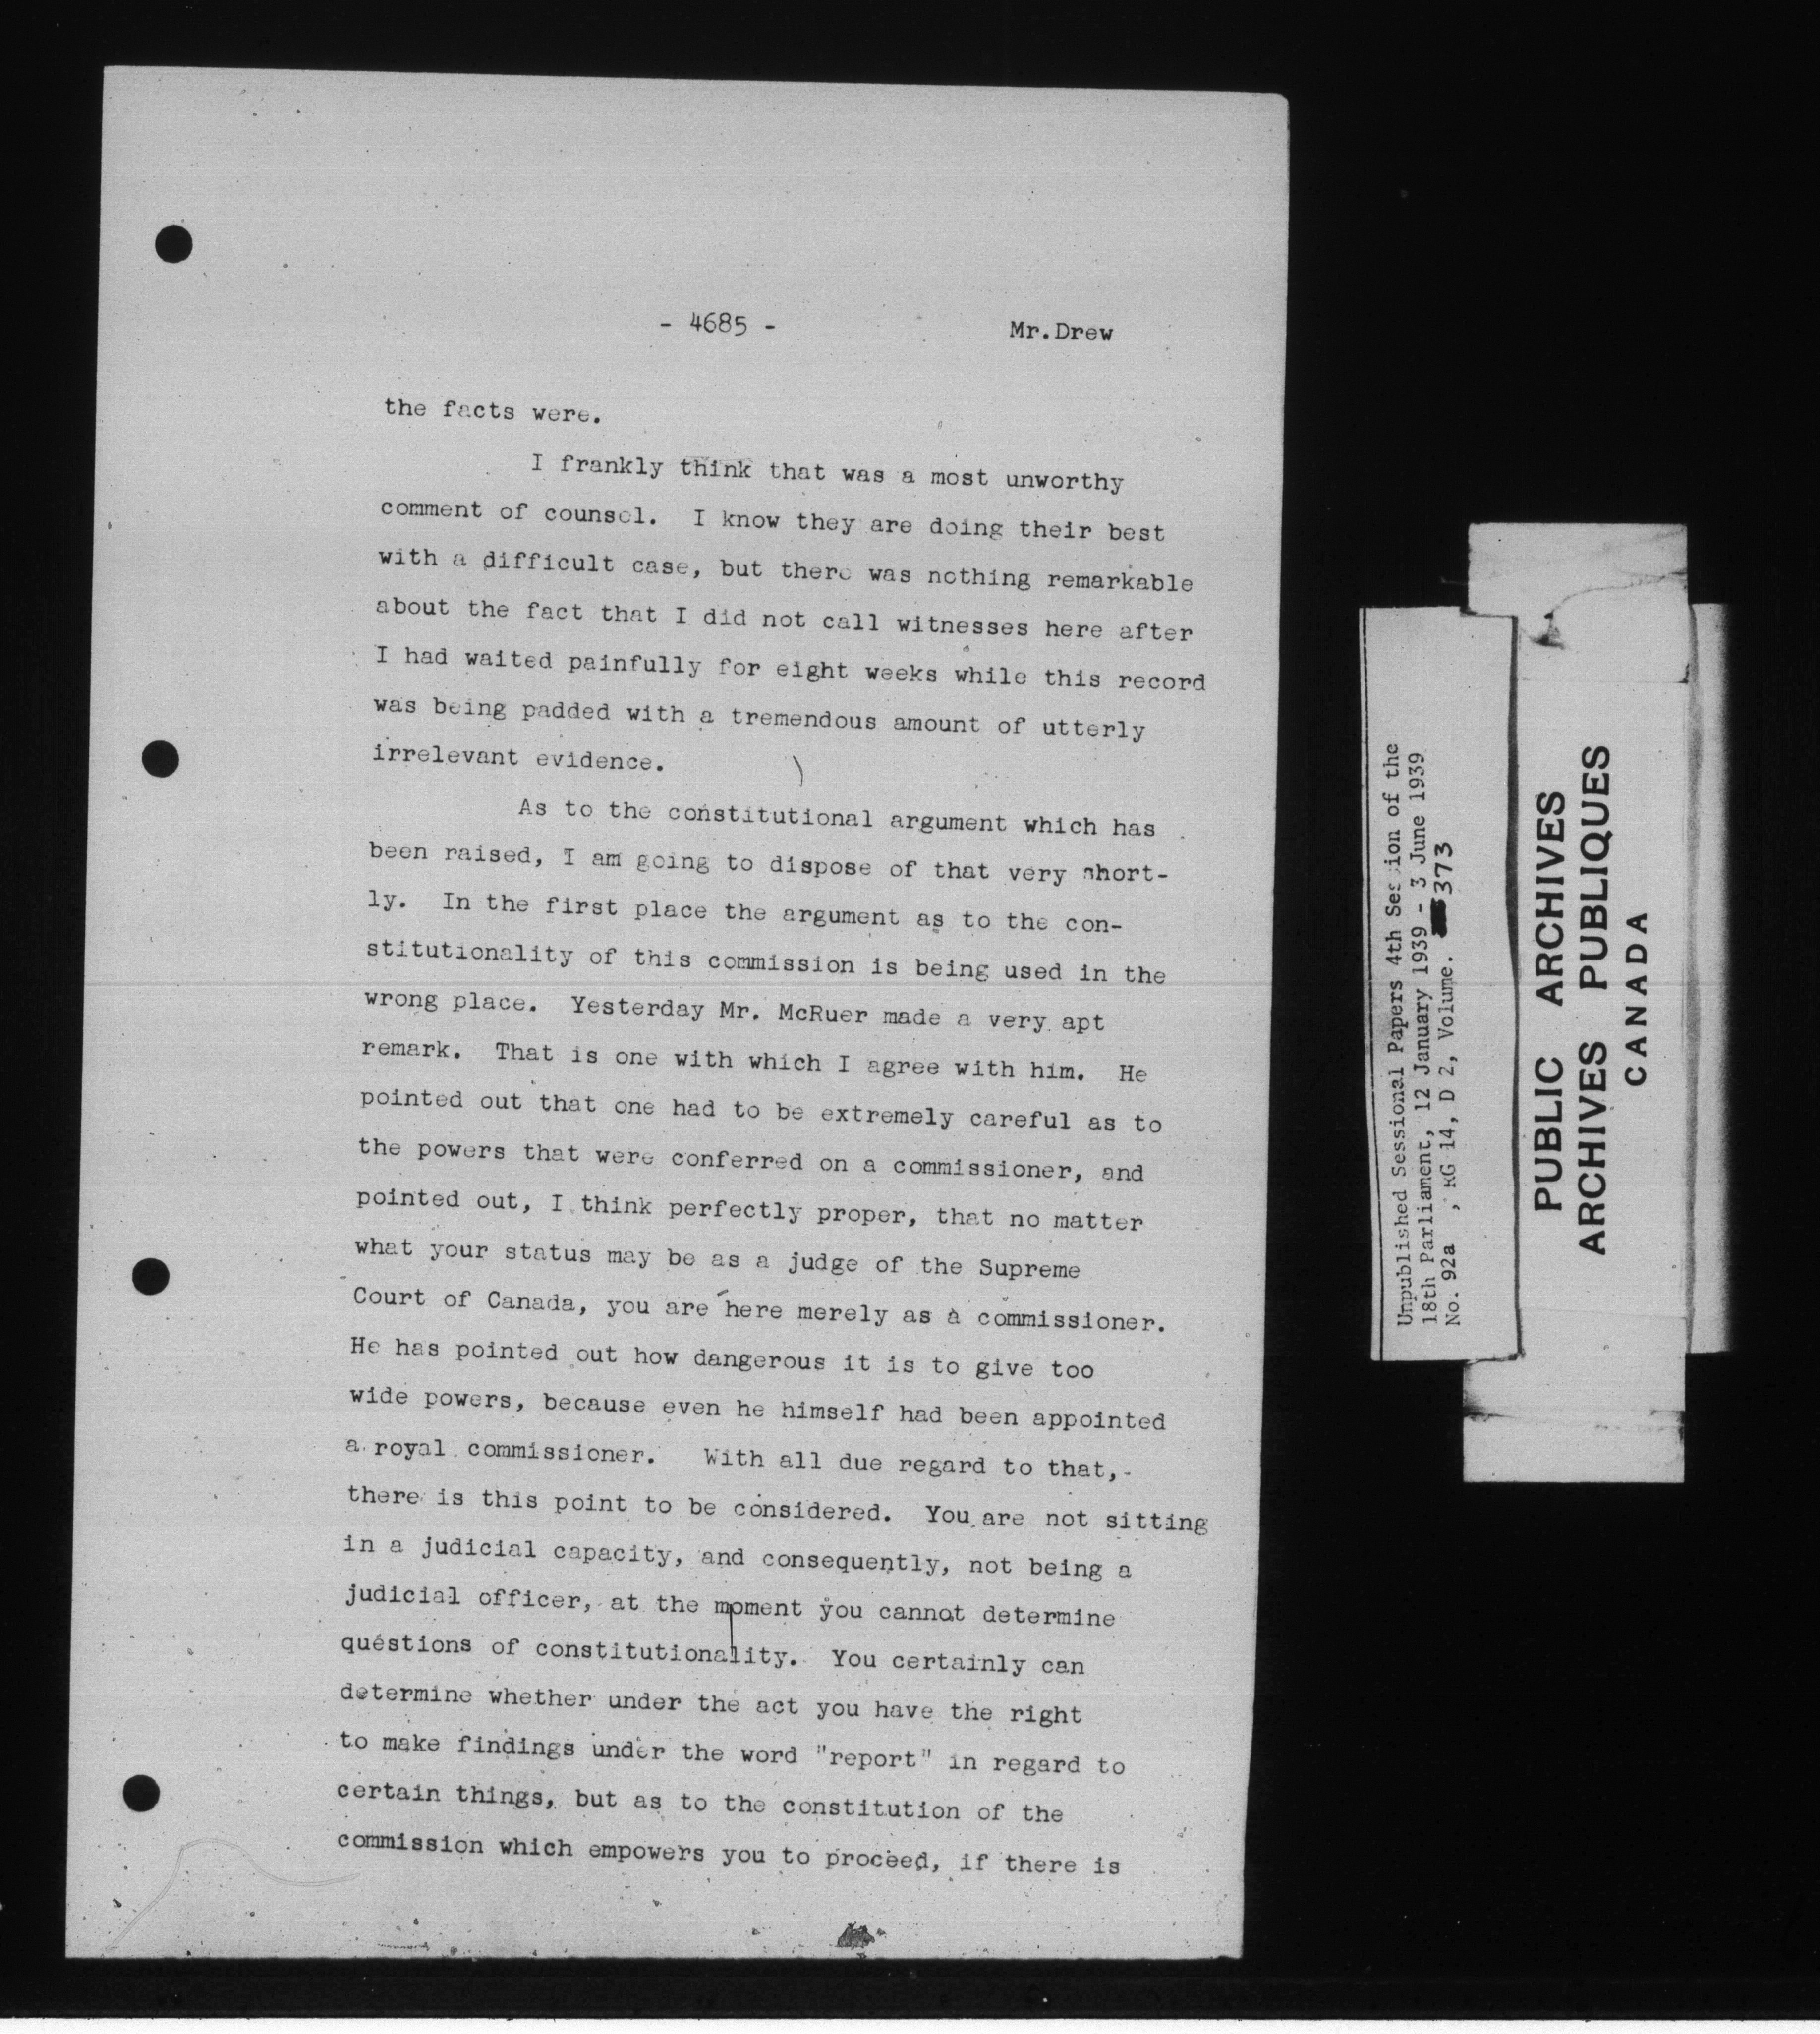 - 4685 -
Mr.Drew
the facts were.
I frankly think that was a most unworthy
comment of counsel. I know they are doing their best
with a difficult case, but there was nothing remarkable
about the fact that I did not call witnesses here after
I had waited painfully for eight weeks while this record
was being padded with a tremendous amount of utterly
irrelevant evidence.
As to the constitutional argument which has
been raised, I am going to dispose of that very short-
ly. In the first place the argument as to the con-
stitutionality of this commission is being used in the
wrong place. Yesterday Mr. McRuer made a very apt
remark. That is one with which I agree with him. He
pointed out that one had to be extremely careful as to
the powers that were conferred on a commissioner, and
pointed out, I think perfectly proper, that no matter
what your status may be as a judge of the Supreme
Court of Canada, you are here merely as a commissioner.
He has pointed out how dangerous it is to give too
wide powers, because even he himself had been appointed
a royal commissioner. With all due regard to that,
there is this point to be considered. You are not sitting
in a judicial capacity, and consequently, not being a
judicial officer, at the moment you cannot determine
questions of constitutionality. You certainly can
determine whether under the act you have the right
to make findings under the word "report" in regard to
certain things, but as to the constitution of the
commission which empowers you to proceed, if there is
Unpublished Sessional Papers 4th Session of the
18th Parliament, 12 January 1939 - 3 June 1939
No. 92a , RG 14, D 2, Volume. 373
PUBLIC ARCHIVES
ARCHIVES PUBLIQUES
CANADA